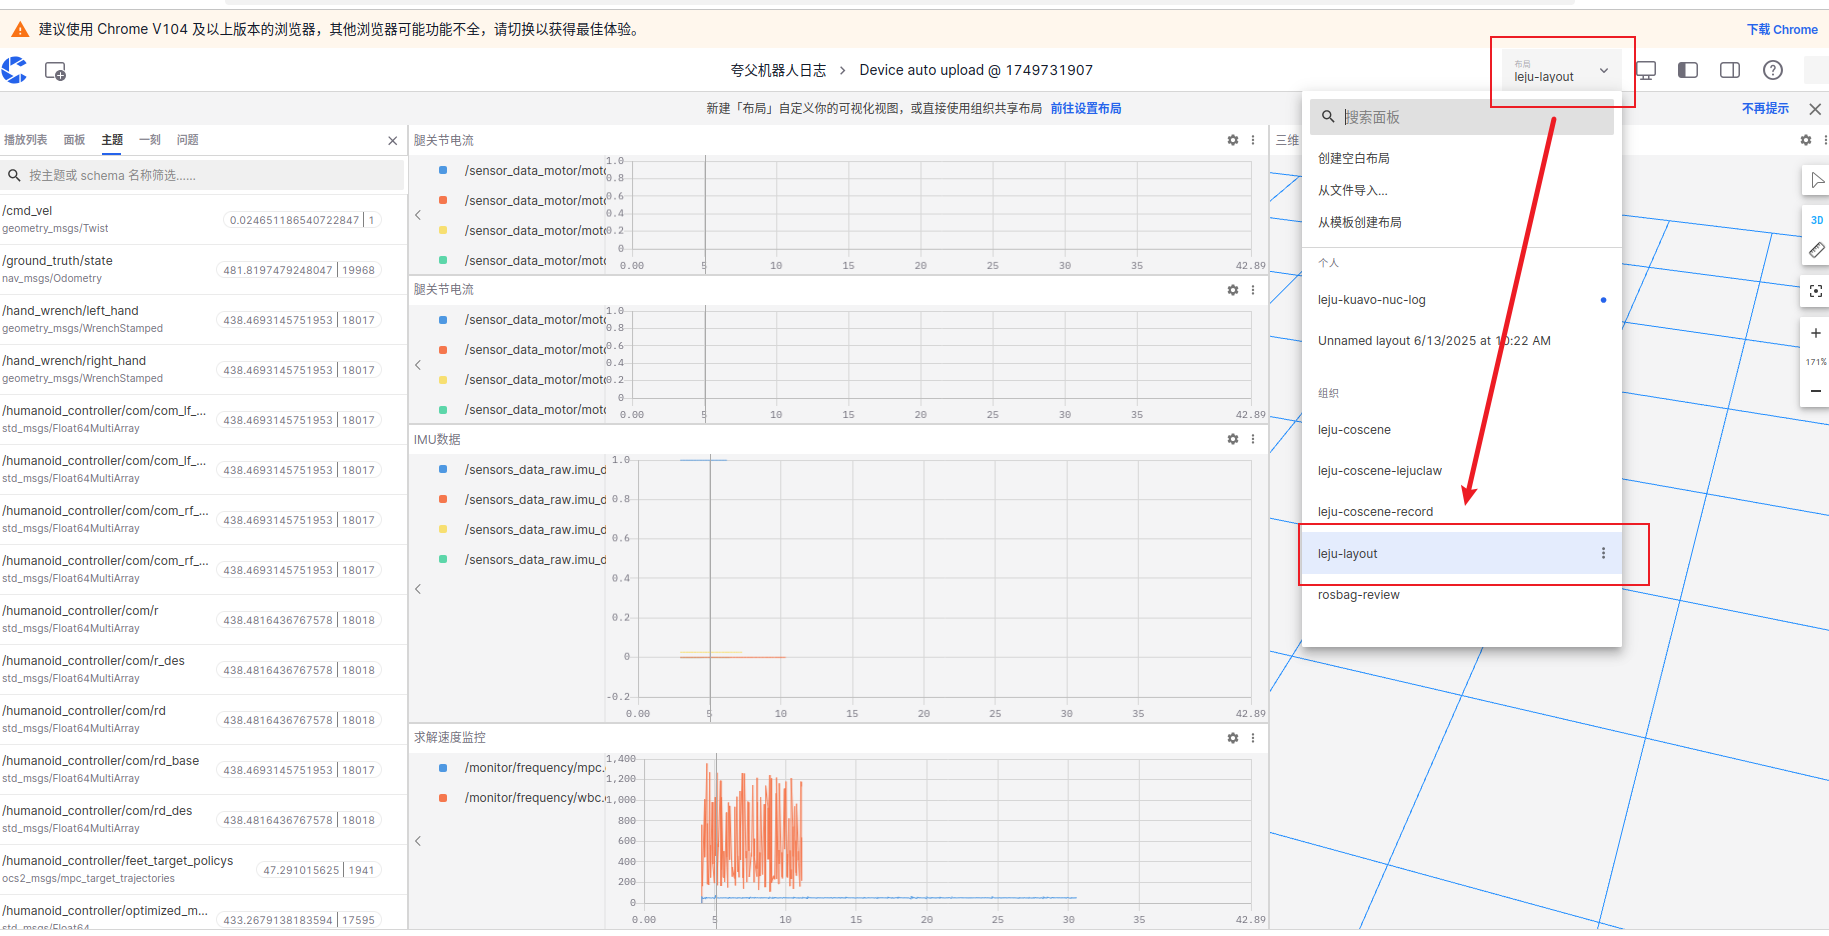 建议使用 Chrome V104 及以上版本的浏览器，其他浏览器可能功能不全，请切换以获得最佳体验。
下载 Chrome
夸父机器人日志 › Device auto upload @ 1749731907
布局
leju-layout
新建「布局」自定义你的可视化视图，或直接使用组织共享布局 前往设置布局
不再提示
播放列表 面板 主题 一刻 问题
按主题或 schema 名称筛选......
/cmd_vel
geometry_msgs/Twist
0.024651186540722847 | 1
/ground_truth/state
nav_msgs/Odometry
481.8197479248047 | 19968
/hand_wrench/left_hand
geometry_msgs/WrenchStamped
438.4693145751953 | 18017
/hand_wrench/right_hand
geometry_msgs/WrenchStamped
438.4693145751953 | 18017
/humanoid_controller/com/com_lf_...
std_msgs/Float64MultiArray
438.4693145751953 | 18017
/humanoid_controller/com/com_lf_...
std_msgs/Float64MultiArray
438.4693145751953 | 18017
/humanoid_controller/com/com_rf_...
std_msgs/Float64MultiArray
438.4693145751953 | 18017
/humanoid_controller/com/com_rf_...
std_msgs/Float64MultiArray
438.4693145751953 | 18017
/humanoid_controller/com/r
std_msgs/Float64MultiArray
438.4816436767578 | 18018
/humanoid_controller/com/r_des
std_msgs/Float64MultiArray
438.4816436767578 | 18018
/humanoid_controller/com/rd
std_msgs/Float64MultiArray
438.4816436767578 | 18018
/humanoid_controller/com/rd_base
std_msgs/Float64MultiArray
438.4693145751953 | 18017
/humanoid_controller/com/rd_des
std_msgs/Float64MultiArray
438.4816436767578 | 18018
/humanoid_controller/feet_target_policys
ocs2_msgs/mpc_target_trajectories
47.291015625 | 1941
/humanoid_controller/optimized_m...
std_msgs/Float64
433.2679138183594 | 17595
腿关节电流
/sensor_data_motor/moto
/sensor_data_motor/moto
/sensor_data_motor/moto
/sensor_data_motor/moto
1.0
0.8
0.6
0.4
0.2
0
0.00 5 10 15 20 25 30 35 42.89
腿关节电流
/sensor_data_motor/moto
/sensor_data_motor/moto
/sensor_data_motor/moto
/sensor_data_motor/moto
1.0
0.8
0.6
0.4
0.2
0
0.00 5 10 15 20 25 30 35 42.89
IMU数据
/sensors_data_raw.imu_d
/sensors_data_raw.imu_d
/sensors_data_raw.imu_d
/sensors_data_raw.imu_d
1.0
0.8
0.6
0.4
0.2
0
-0.2
0.00 5 10 15 20 25 30 35 42.89
求解速度监控
/monitor/frequency/mpc.
/monitor/frequency/wbc.
1,400
1,200
1,000
800
600
400
200
0
0.00 5 10 15 20 25 30 35 42.89
三维
搜索面板
创建空白布局
从文件导入...
从模板创建布局
个人
leju-kuavo-nuc-log
Unnamed layout 6/13/2025 at 10:22 AM
组织
leju-coscene
leju-coscene-lejuclaw
leju-coscene-record
leju-layout
rosbag-review
3D
171%